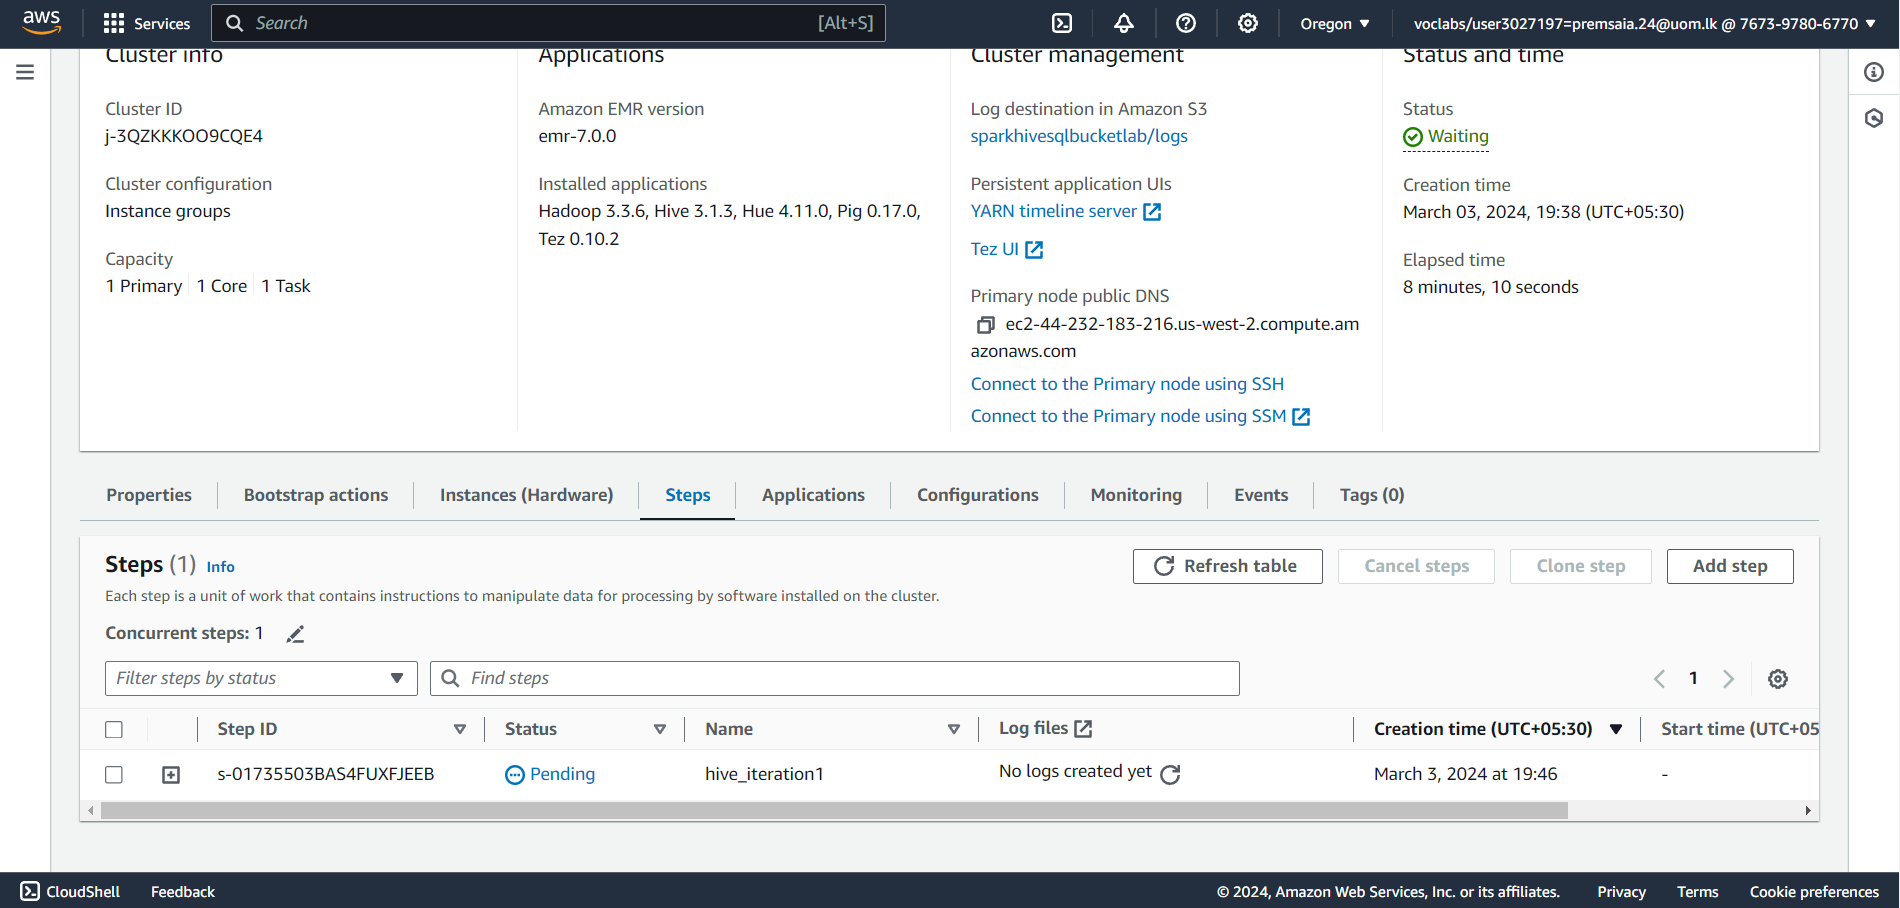 aws
Services
Search
[Alt+S]
Oregon
voclabs/user3027197=premsaia.24@uom.lk @ 7673-9780-6770
Cluster info
Cluster ID
j-3QZKKKOO9CQE4
Cluster configuration
Instance groups
Capacity
1 Primary 1 Core 1 Task
Applications
Amazon EMR version
emr-7.0.0
Installed applications
Hadoop 3.3.6, Hive 3.1.3, Hue 4.11.0, Pig 0.17.0,
Tez 0.10.2
Cluster management
Log destination in Amazon S3
sparkhivesqlbucketlab/logs
Persistent application UIs
YARN timeline server
Tez UI
Primary node public DNS
ec2-44-232-183-216.us-west-2.compute.am
azonaws.com
Connect to the Primary node using SSH
Connect to the Primary node using SSM
Status and time
Status
Waiting
Creation time
March 03, 2024, 19:38 (UTC+05:30)
Elapsed time
8 minutes, 10 seconds
Properties
Bootstrap actions
Instances (Hardware)
Steps
Applications
Configurations
Monitoring
Events
Tags (0)
Steps (1) Info
Refresh table
Cancel steps
Clone step
Add step
Each step is a unit of work that contains instructions to manipulate data for processing by software installed on the cluster.
Concurrent steps: 1
Filter steps by status
Find steps
1
Step ID
Status
Name
Log files
Creation time (UTC+05:30)
Start time (UTC+05
s-01735503BAS4FUXFJEEB
Pending
hive_iteration1
No logs created yet
March 3, 2024 at 19:46
-
CloudShell
Feedback
© 2024, Amazon Web Services, Inc. or its affiliates.
Privacy
Terms
Cookie preferences